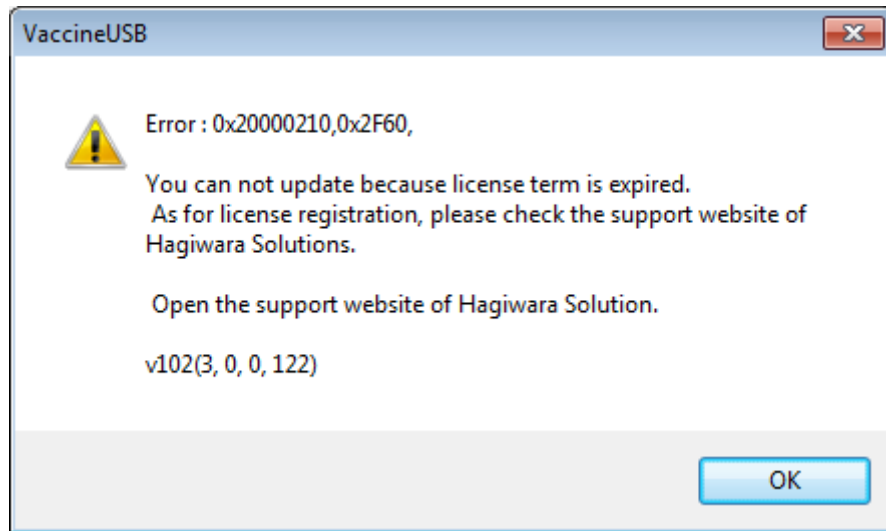 VaccineUSB
Error : 0x20000210,0x2F60,
You can not update because license term is expired.
As for license registration, please check the support website of
Hagiwara Solutions.
Open the support website of Hagiwara Solution.
v102(3, 0, 0, 122)
OK